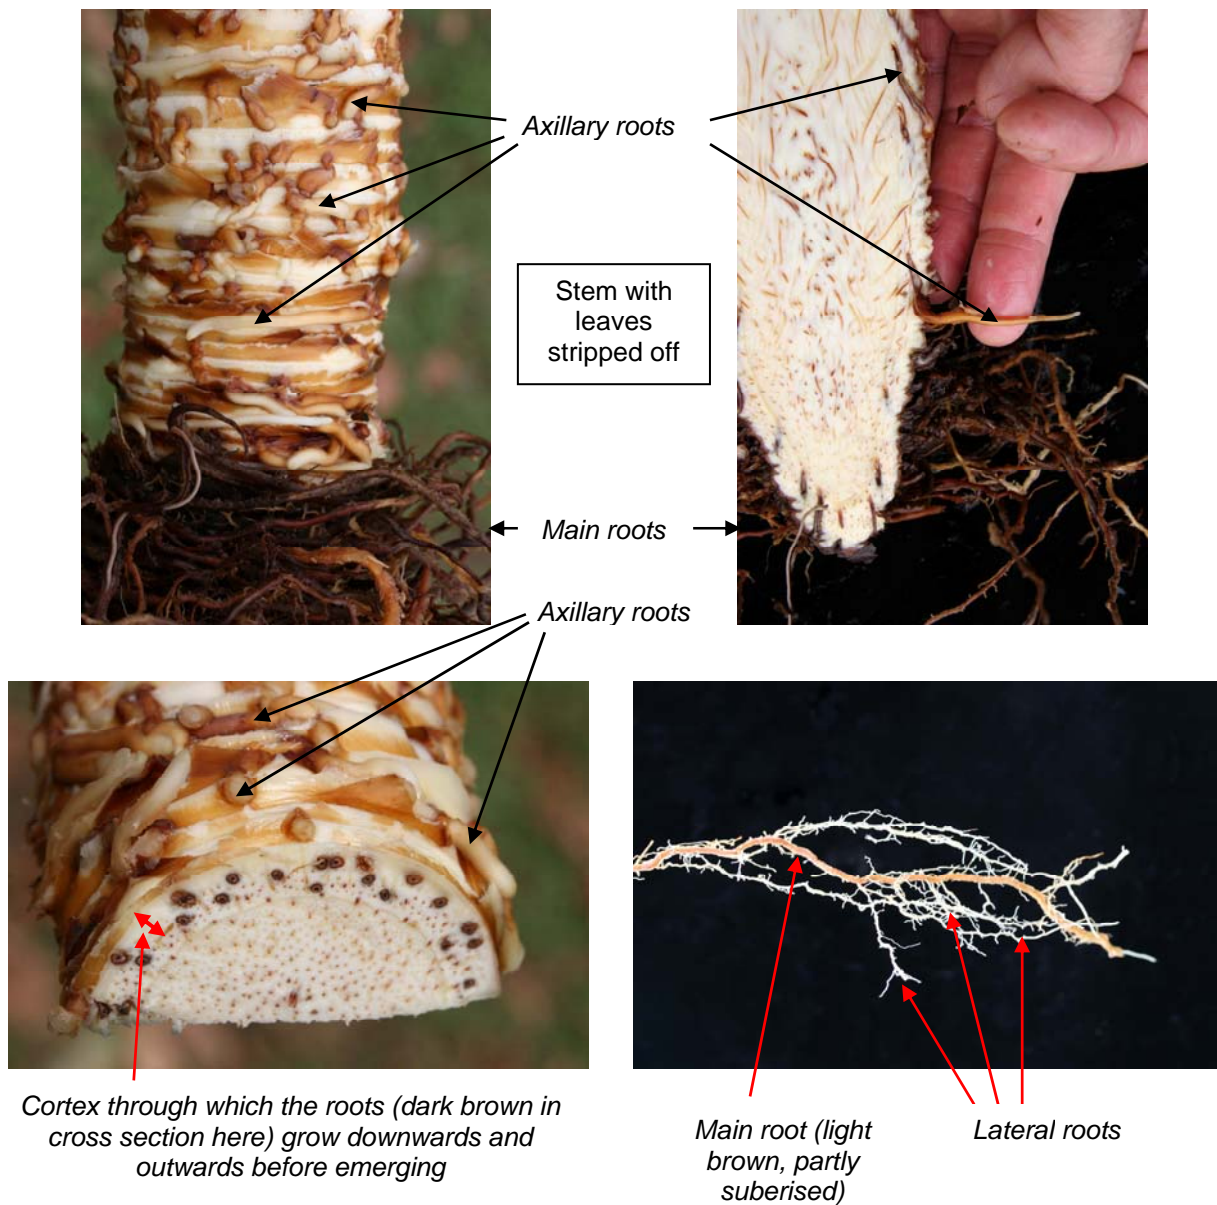 Axillary roots
Stem with
leaves
stripped off
Main roots
Axillary roots
Cortex through which the roots (dark brown in
cross section here) grow downwards and
outwards before emerging
Main root (light
brown, partly
suberised)
Lateral roots